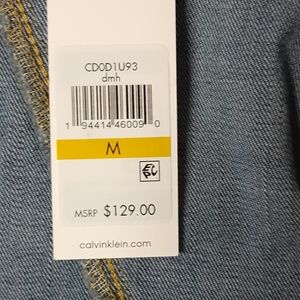 CD0D1U93
dmh
1 94414 46009 0
M
MSRP $129.00
calvinklein.com